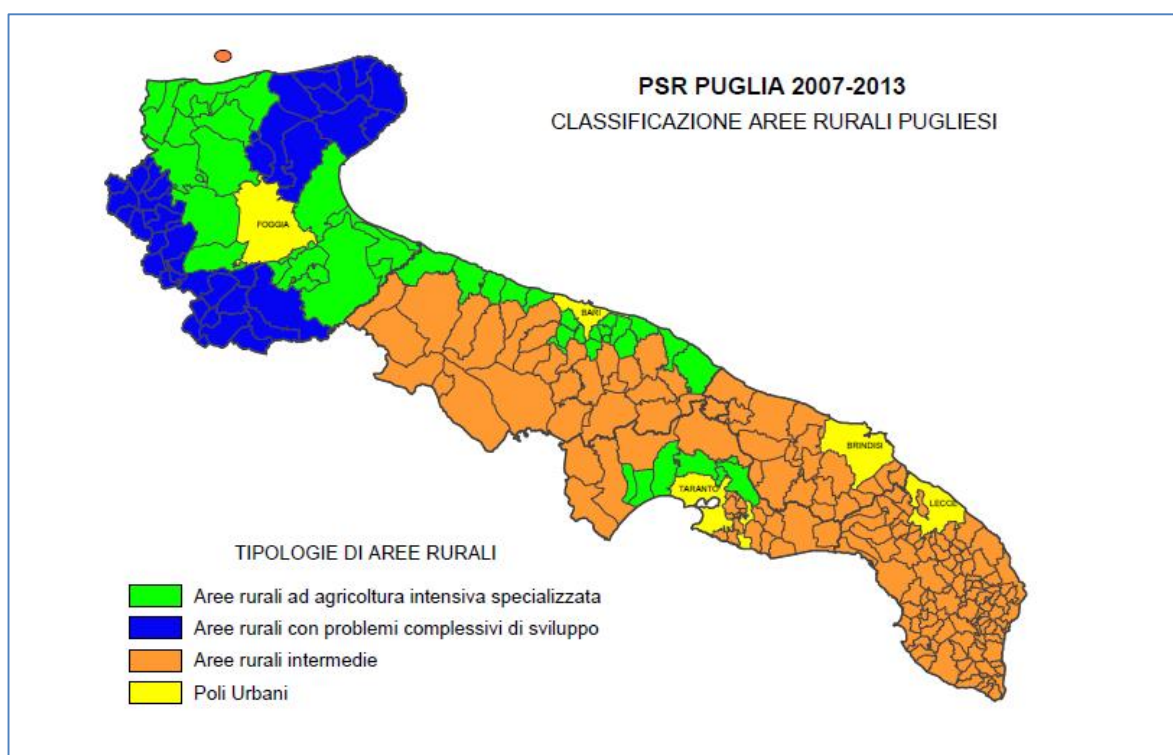 PSR PUGLIA 2007-2013
CLASSIFICAZIONE AREE RURALI PUGLIESI
FOGGIA
BARI
BRINDISI
TARANTO
LECCE
TIPOLOGIE DI AREE RURALI
Aree rurali ad agricoltura intensiva specializzata
Aree rurali con problemi complessivi di sviluppo
Aree rurali intermedie
Poli Urbani